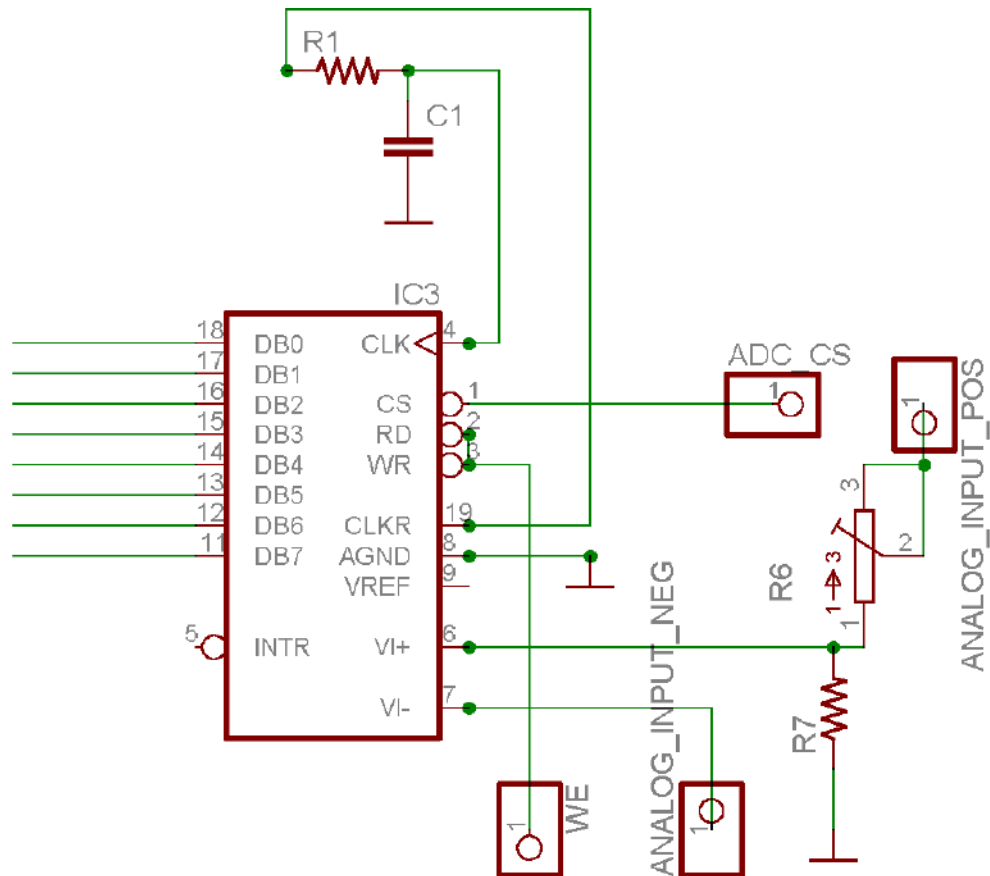 R1
C1
IC3
18 DB0 CLK 4
17 DB1
16 DB2 CS 1
15 DB3 RD 2
14 DB4 WR 3
13 DB5
12 DB6 CLKR 19
11 DB7 AGND 8
VREF 9
5 INTR VI+ 6
VI- 7
ADC_CS
1
ANALOG_INPUT_POS
1
3
2
R6
1 3
1
R7
ANALOG_INPUT_NEG
1
WE
1